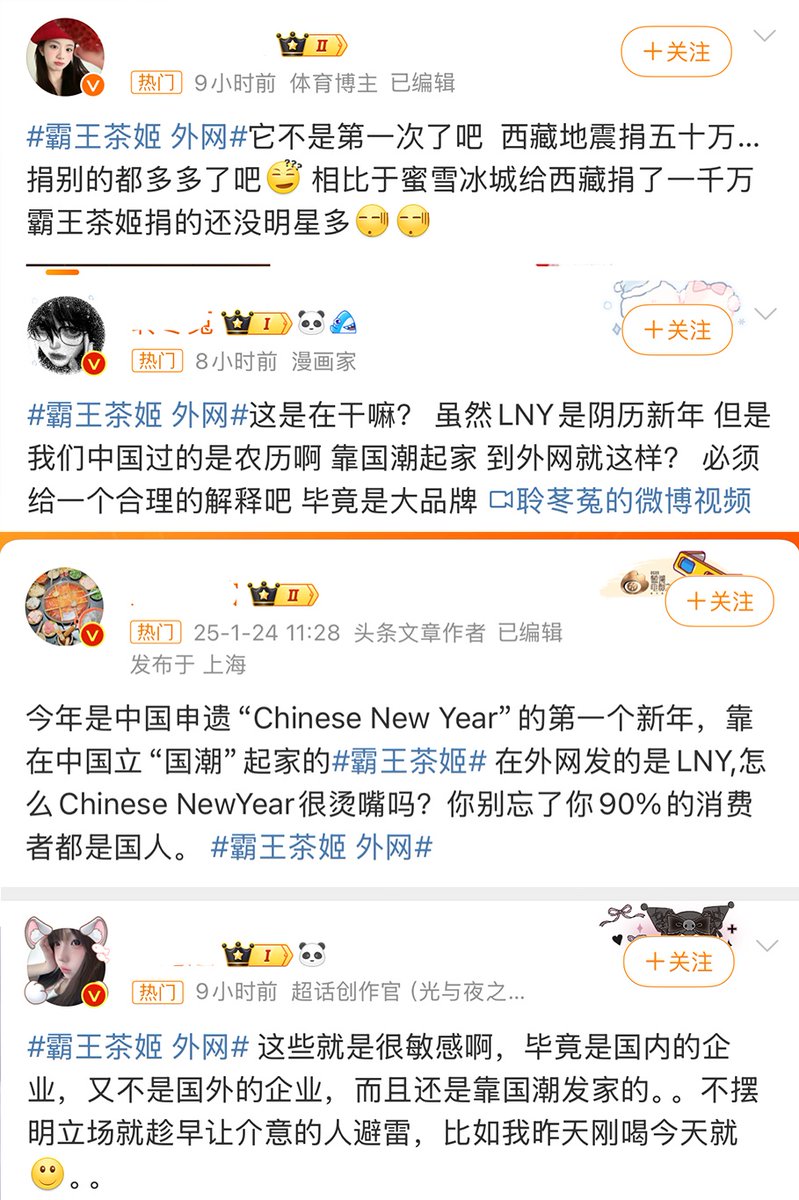 II
热门 9小时前 体育博主 已编辑
+关注
#霸王茶姬 外网#它不是第一次了吧 西藏地震捐五十万...
捐别的都多多了吧 相比于蜜雪冰城给西藏捐了一千万
霸王茶姬捐的还没明星多
I
热门 8小时前 漫画家
+关注
#霸王茶姬 外网#这是在干嘛? 虽然LNY是阴历新年 但是
我们中国过的是农历啊 靠国潮起家 到外网就这样? 必须
给一个合理的解释吧 毕竟是大品牌 聆苳菟的微博视频
II
热门 25-1-24 11:28 头条文章作者 已编辑
发布于 上海
+关注
今年是中国申遗“Chinese New Year”的第一个新年，靠
在中国立“国潮”起家的#霸王茶姬# 在外网发的是LNY,怎
么Chinese NewYear很烫嘴吗？你别忘了你90%的消费
者都是国人。 #霸王茶姬 外网#
I
热门 9小时前 超话创作官（光与夜之...
+关注
#霸王茶姬 外网# 这些就是很敏感啊，毕竟是国内的企
业，又不是国外的企业，而且还是靠国潮发家的。。不摆
明立场就趁早让介意的人避雷，比如我昨天刚喝今天就
。。